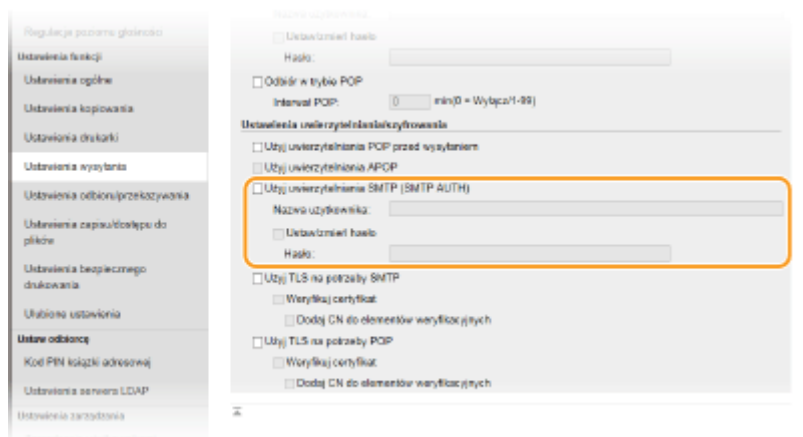 Regulacja poziomu głośności
Ustawienia funkcji
Ustawienia ogólne
Ustawienia kopiowania
Ustawienia drukarki
Ustawienia wysyłania
Ustawienia odbioru/przekazywania
Ustawienia zapisu/dostępu do
plików
Ustawienia bezpiecznego
drukowania
Ulubione ustawienia
Ustaw odbiorcę
Kod PIN książki adresowej
Ustawienia serwera LDAP
Ustawienia zarządzania
Nazwa użytkownika:
Ustaw/zmień hasło
Hasło:
Odbiór w trybie POP
Interwał POP: 0 min(0 = Wyłącz/1-99)
Ustawienia uwierzytelniania/szyfrowania
Użyj uwierzytelniania POP przed wysyłaniem
Użyj uwierzytelniania APOP
Użyj uwierzytelniania SMTP (SMTP AUTH)
Nazwa użytkownika:
Ustaw/zmień hasło
Hasło:
Użyj TLS na potrzeby SMTP
Weryfikuj certyfikat
Dodaj CN do elementów weryfikacyjnych
Użyj TLS na potrzeby POP
Weryfikuj certyfikat
Dodaj CN do elementów weryfikacyjnych